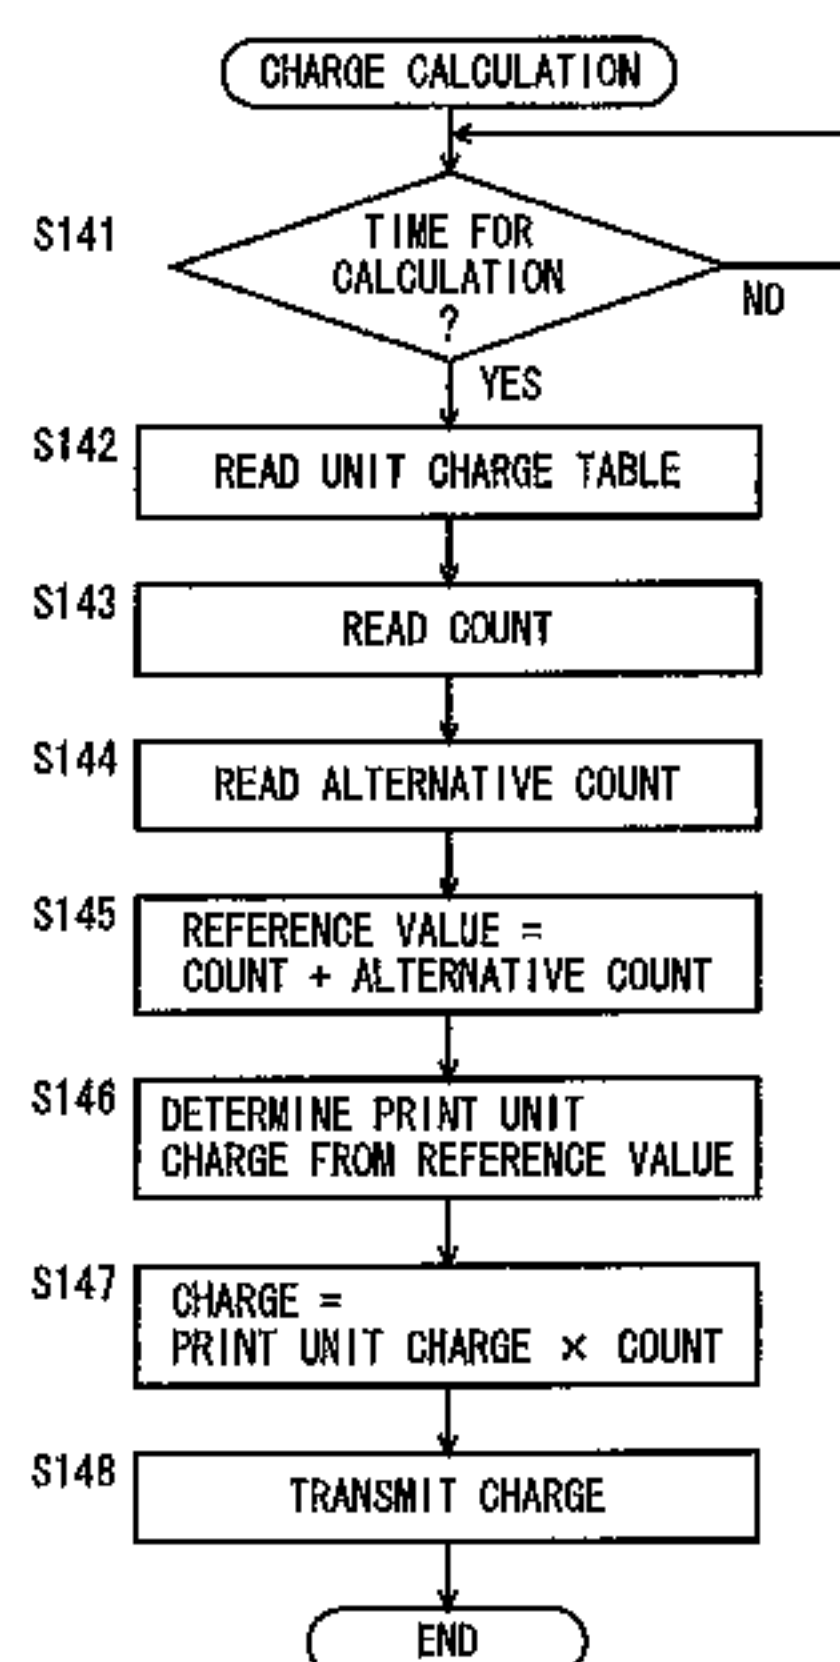 CHARGE CALCULATION
S141
TIME FOR
CALCULATION
?
NO
YES
S142
READ UNIT CHARGE TABLE
S143
READ COUNT
S144
READ ALTERNATIVE COUNT
S145
REFERENCE VALUE =
COUNT + ALTERNATIVE COUNT
S146
DETERMINE PRINT UNIT
CHARGE FROM REFERENCE VALUE
S147
CHARGE =
PRINT UNIT CHARGE × COUNT
S148
TRANSMIT CHARGE
END